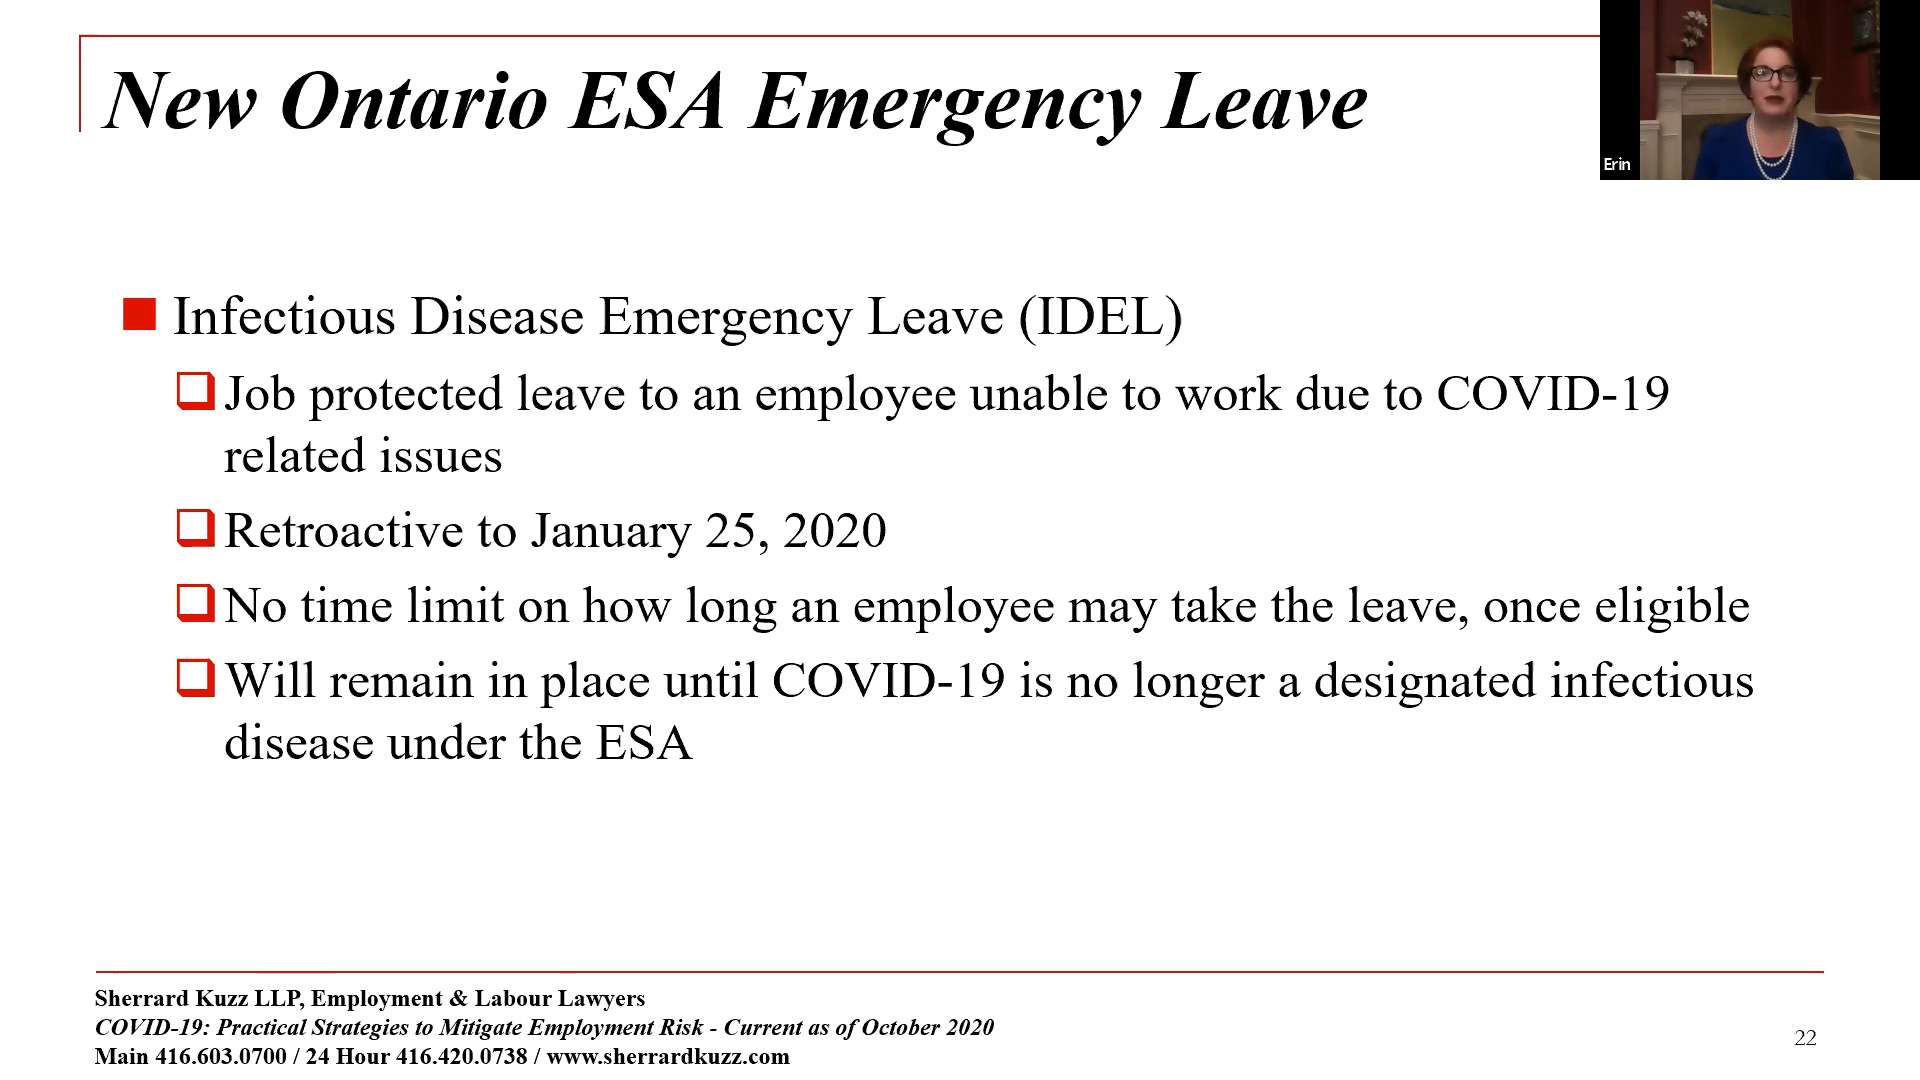 New Ontario ESA Emergency Leave
Erin
Infectious Disease Emergency Leave (IDEL)
Job protected leave to an employee unable to work due to COVID-19
related issues
Retroactive to January 25, 2020
No time limit on how long an employee may take the leave, once eligible
Will remain in place until COVID-19 is no longer a designated infectious
disease under the ESA
Sherrard Kuzz LLP, Employment & Labour Lawyers
COVID-19: Practical Strategies to Mitigate Employment Risk - Current as of October 2020
Main 416.603.0700 / 24 Hour 416.420.0738 / www.sherrardkuzz.com
22